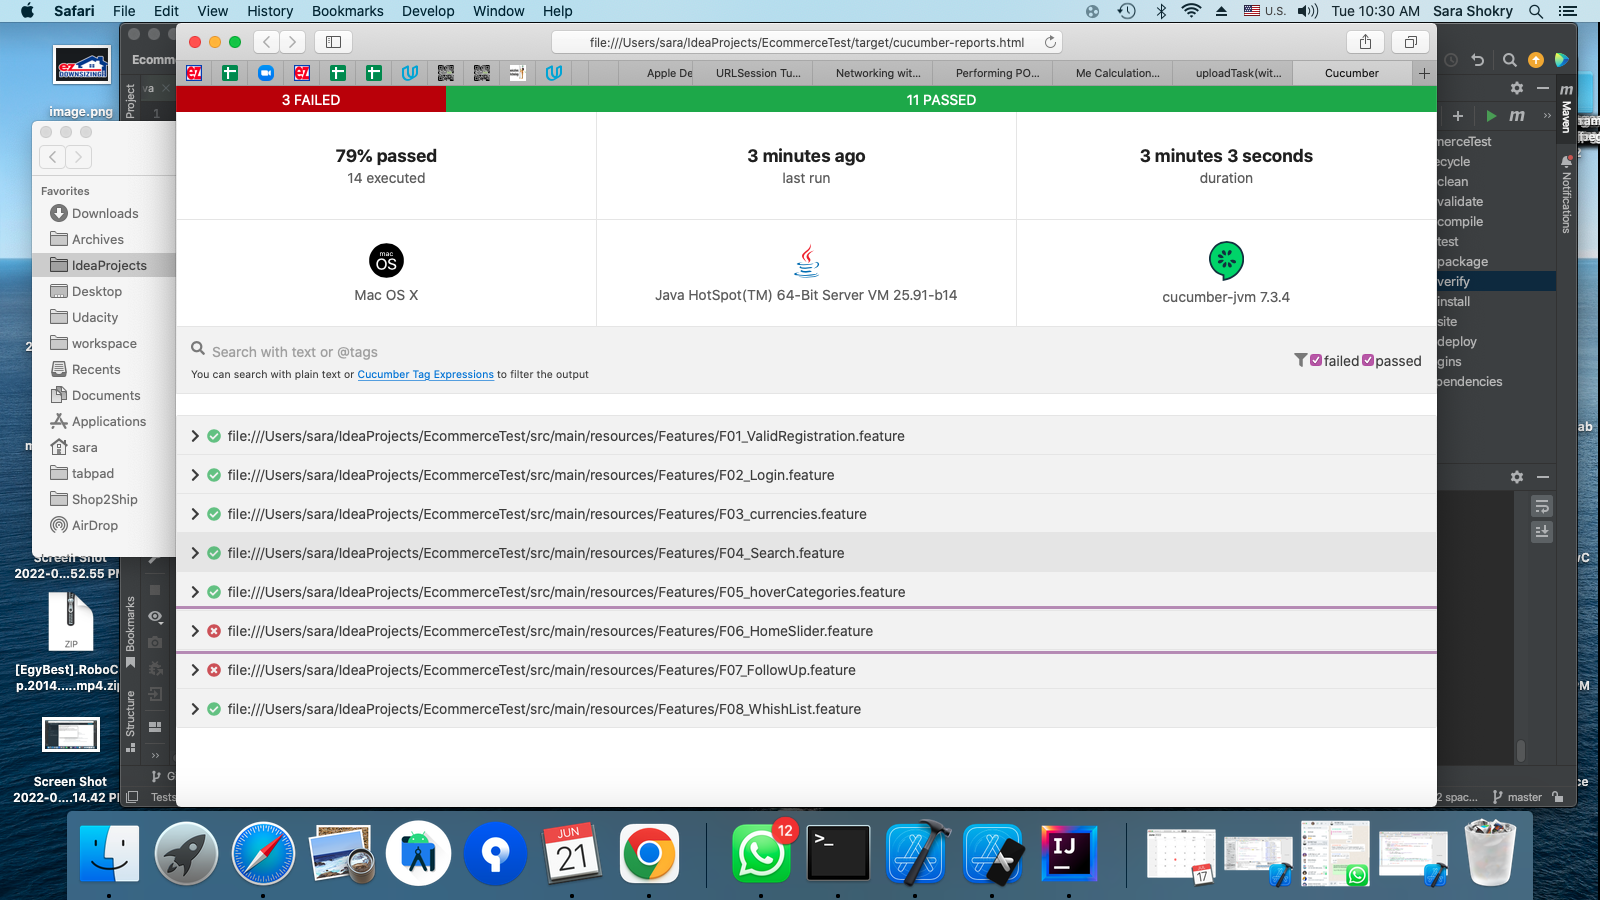 Safari File Edit View History Bookmarks Develop Window Help
U.S. Tue 10:30 AM Sara Shokry
image.png
Ecomm
file:///Users/sara/IdeaProjects/EcommerceTest/target/cucumber-reports.html
Apple De URLSession Tu... Networking wit... Performing PO... Me Calculation... uploadTask(wit... Cucumber
3 FAILED 11 PASSED
79% passed
14 executed
3 minutes ago
last run
3 minutes 3 seconds
duration
mac
OS
Mac OS X
Java HotSpot(TM) 64-Bit Server VM 25.91-b14
cucumber-jvm 7.3.4
Search with text or @tags
You can search with plain text or Cucumber Tag Expressions to filter the output
failed passed
file:///Users/sara/IdeaProjects/EcommerceTest/src/main/resources/Features/F01_ValidRegistration.feature
file:///Users/sara/IdeaProjects/EcommerceTest/src/main/resources/Features/F02_Login.feature
file:///Users/sara/IdeaProjects/EcommerceTest/src/main/resources/Features/F03_currencies.feature
file:///Users/sara/IdeaProjects/EcommerceTest/src/main/resources/Features/F04_Search.feature
file:///Users/sara/IdeaProjects/EcommerceTest/src/main/resources/Features/F05_hoverCategories.feature
file:///Users/sara/IdeaProjects/EcommerceTest/src/main/resources/Features/F06_HomeSlider.feature
file:///Users/sara/IdeaProjects/EcommerceTest/src/main/resources/Features/F07_FollowUp.feature
file:///Users/sara/IdeaProjects/EcommerceTest/src/main/resources/Features/F08_WhishList.feature
Favorites
Downloads
Archives
IdeaProjects
Desktop
Udacity
workspace
Recents
Documents
Applications
sara
tabpad
Shop2Ship
AirDrop
Project
va
1
Bookmarks
Structure
Tests
Screen Shot
2022-0...52.55 PM
ZIP
[EgyBest].RoboC
p.2014.....mp4.zip
Screen Shot
2022-0....14.42 PM
merceTest
ecycle
clean
validate
compile
test
package
verify
install
site
deploy
gins
pendencies
Maven
Notifications
2 spac... master
JUN
21
12
IJ
17